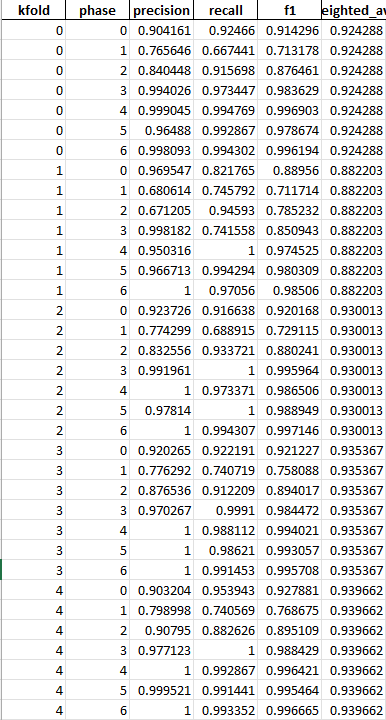 kfold phase precision recall f1 eighted_av
0 0 0.904161 0.92466 0.914296 0.924288
0 1 0.765646 0.667441 0.713178 0.924288
0 2 0.840448 0.915698 0.876461 0.924288
0 3 0.994026 0.973447 0.983629 0.924288
0 4 0.999045 0.994769 0.996903 0.924288
0 5 0.96488 0.992867 0.978674 0.924288
0 6 0.998093 0.994302 0.996194 0.924288
1 0 0.969547 0.821765 0.88956 0.882203
1 1 0.680614 0.745792 0.711714 0.882203
1 2 0.671205 0.94593 0.785232 0.882203
1 3 0.998182 0.741558 0.850943 0.882203
1 4 0.950316 1 0.974525 0.882203
1 5 0.966713 0.994294 0.980309 0.882203
1 6 1 0.97056 0.98506 0.882203
2 0 0.923726 0.916638 0.920168 0.930013
2 1 0.774299 0.688915 0.729115 0.930013
2 2 0.832556 0.933721 0.880241 0.930013
2 3 0.991961 1 0.995964 0.930013
2 4 1 0.973371 0.986506 0.930013
2 5 0.97814 1 0.988949 0.930013
2 6 1 0.994307 0.997146 0.930013
3 0 0.920265 0.922191 0.921227 0.935367
3 1 0.776292 0.740719 0.758088 0.935367
3 2 0.876536 0.912209 0.894017 0.935367
3 3 0.970267 0.9991 0.984472 0.935367
3 4 1 0.988112 0.994021 0.935367
3 5 1 0.98621 0.993057 0.935367
3 6 1 0.991453 0.995708 0.935367
4 0 0.903204 0.953943 0.927881 0.939662
4 1 0.798998 0.740569 0.768675 0.939662
4 2 0.90795 0.882626 0.895109 0.939662
4 3 0.977123 1 0.988429 0.939662
4 4 1 0.992867 0.996421 0.939662
4 5 0.999521 0.991441 0.995464 0.939662
4 6 1 0.993352 0.996665 0.939662